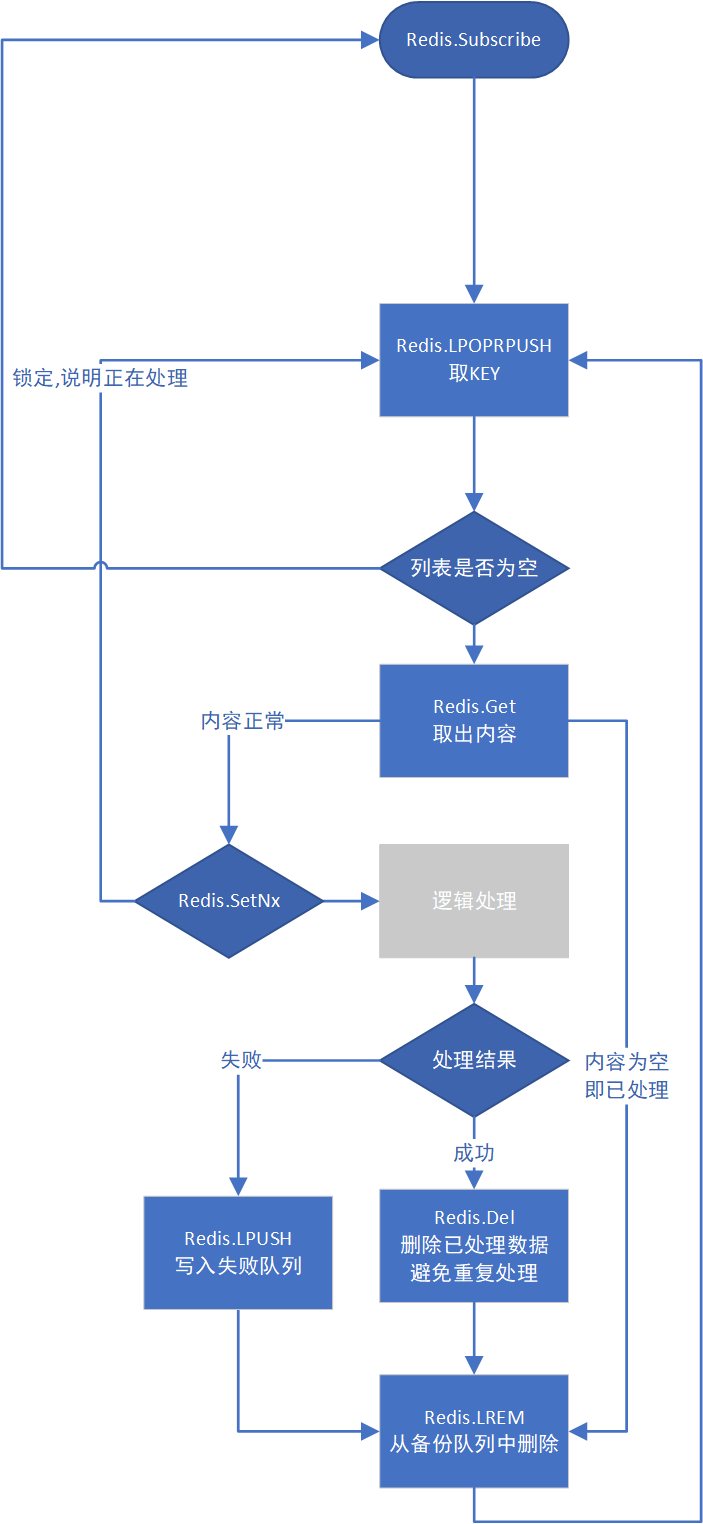 Redis.Subscribe
Redis.LPOPRPUSH
取KEY
锁定,说明正在处理
列表是否为空
Redis.Get
取出内容
内容正常
Redis.SetNx
逻辑处理
处理结果
失败
内容为空
即已处理
成功
Redis.Del
删除已处理数据
避免重复处理
Redis.LPUSH
写入失败队列
Redis.LREM
从备份队列中删除